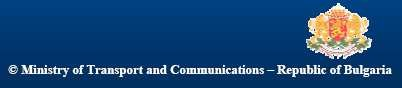 © Ministry of Transport and Communications – Republic of Bulgaria